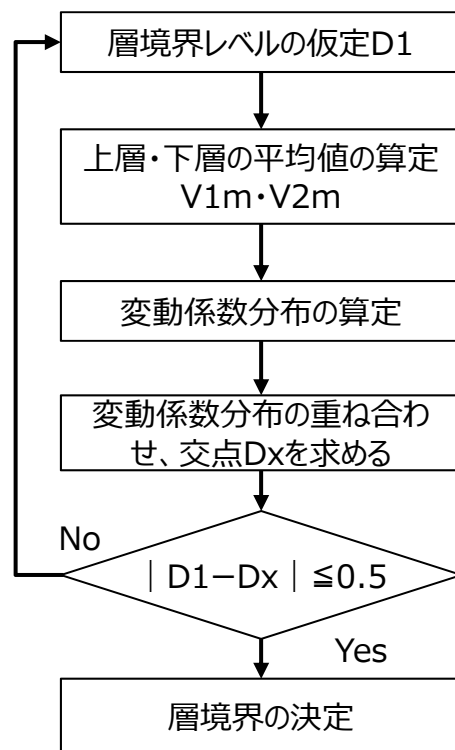 層境界レベルの仮定D1
上層・下層の平均値の算定
V1m・V2m
変動係数分布の算定
変動係数分布の重ね合わ
せ、交点Dxを求める
No
｜D1−Dx｜≦0.5
Yes
層境界の決定